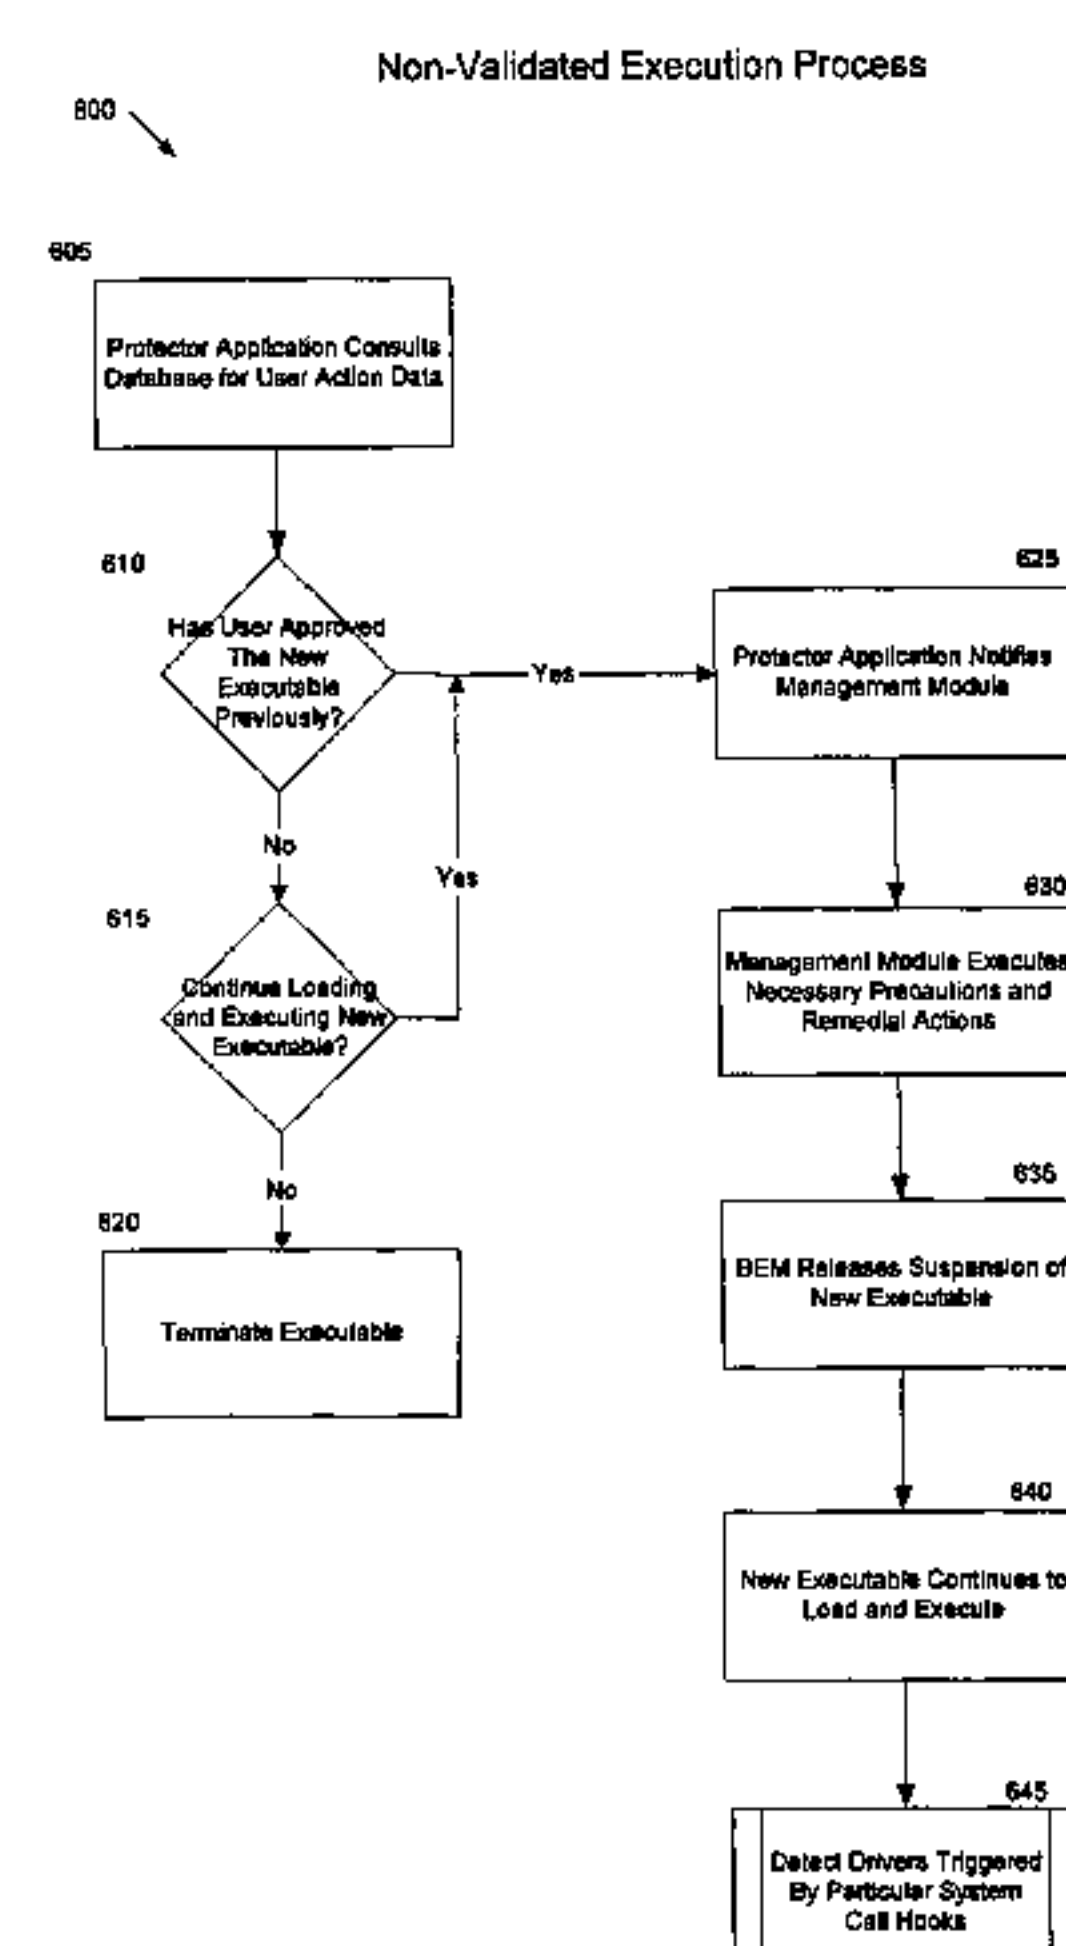 Non-Validated Execution Process
600
605
Protector Application Consults
Database for User Action Data
610
Has User Approved
The New
Executable
Previously?
Yes
625
Protector Application Notifies
Management Module
No
Yes
615
Continue Loading
and Executing New
Executable?
630
Management Module Executes
Necessary Precautions and
Remedial Actions
No
620
Terminate Executable
635
BEM Releases Suspension of
New Executable
640
New Executable Continues to
Load and Execute
645
Detect Drivers Triggered
By Particular System
Call Hooks